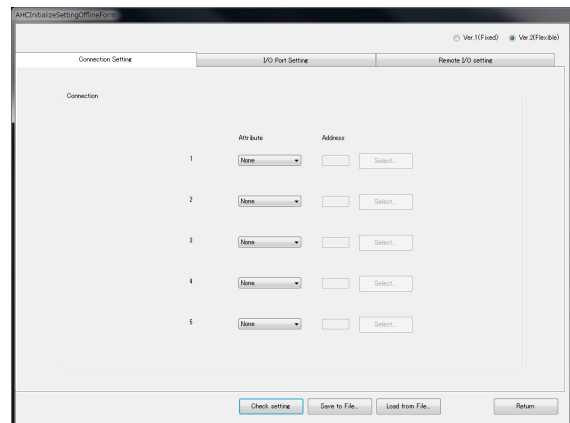 AHCInitializeSettingOfflineForm
Ver.1(Fixed) Ver.2(Flexible)
Connection Setting I/O Port Setting Remote I/O setting
Connection
Attribute Address
1 None Select...
2 None Select...
3 None Select...
4 None Select...
5 None Select...
Check setting Save to File... Load from File... Return